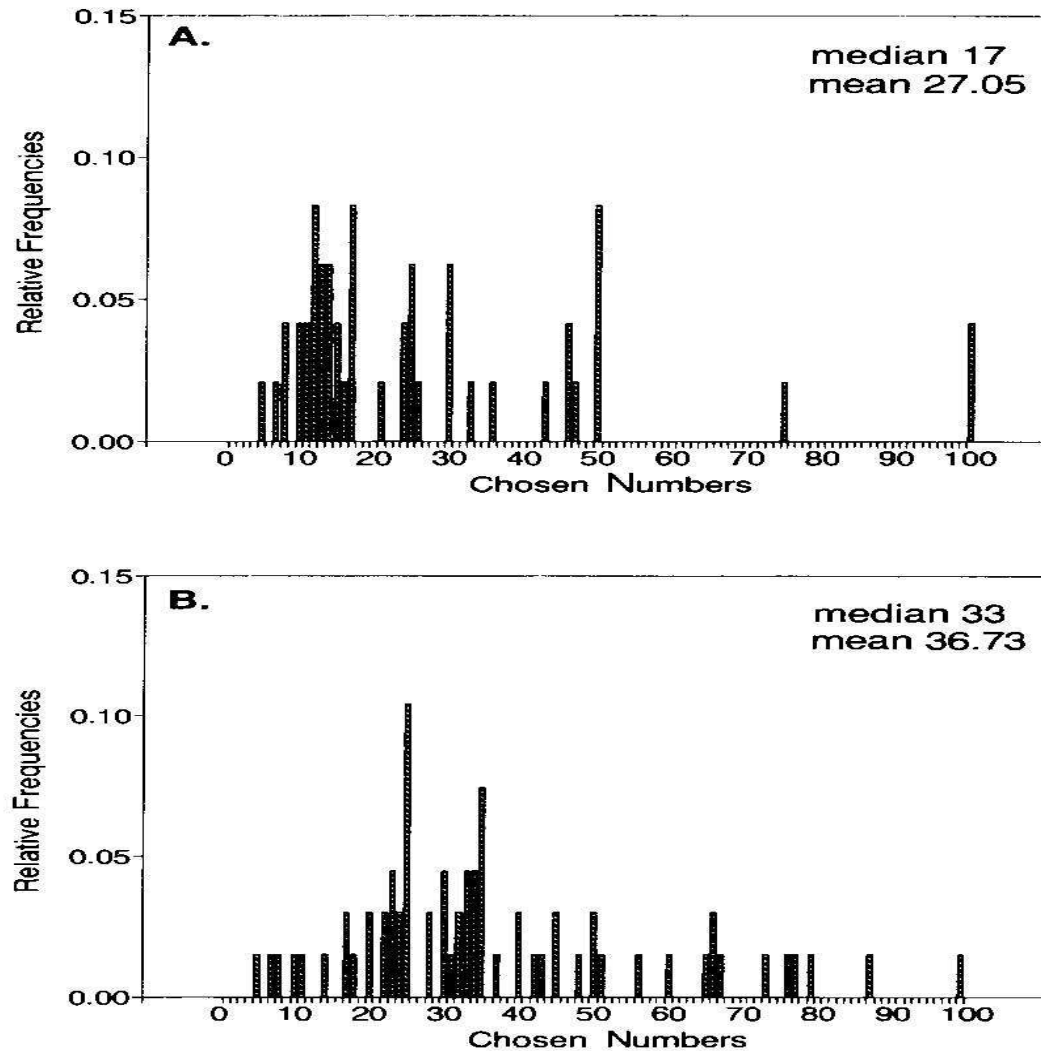 A.
median 17
mean 27.05
Relative Frequencies
0.15
0.10
0.05
0.00
0 10 20 30 40 50 60 70 80 90 100
Chosen Numbers
B.
median 33
mean 36.73
Relative Frequencies
0.15
0.10
0.05
0.00
0 10 20 30 40 50 60 70 80 90 100
Chosen Numbers